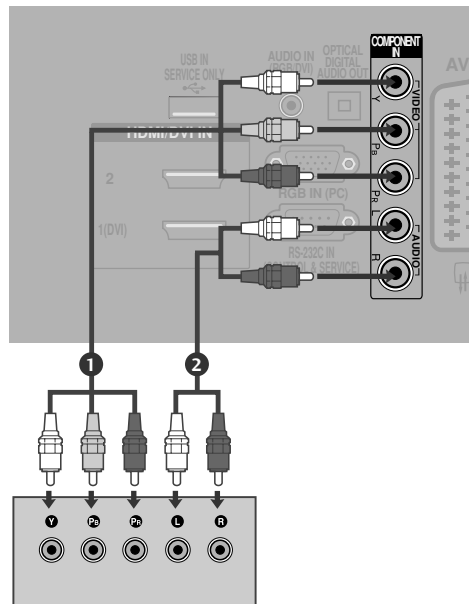 USB IN
SERVICE ONLY
AUDIO IN
(RGB/DVI)
OPTICAL
DIGITAL
AUDIO OUT
COMPONENT
IN
AV
VIDEO
Y
PB
PR
HDMI/DVI IN
2
1(DVI)
RGB IN (PC)
RS-232C IN
(CONTROL & SERVICE)
L
AUDIO
R
1
2
Y
PB
PR
L
R